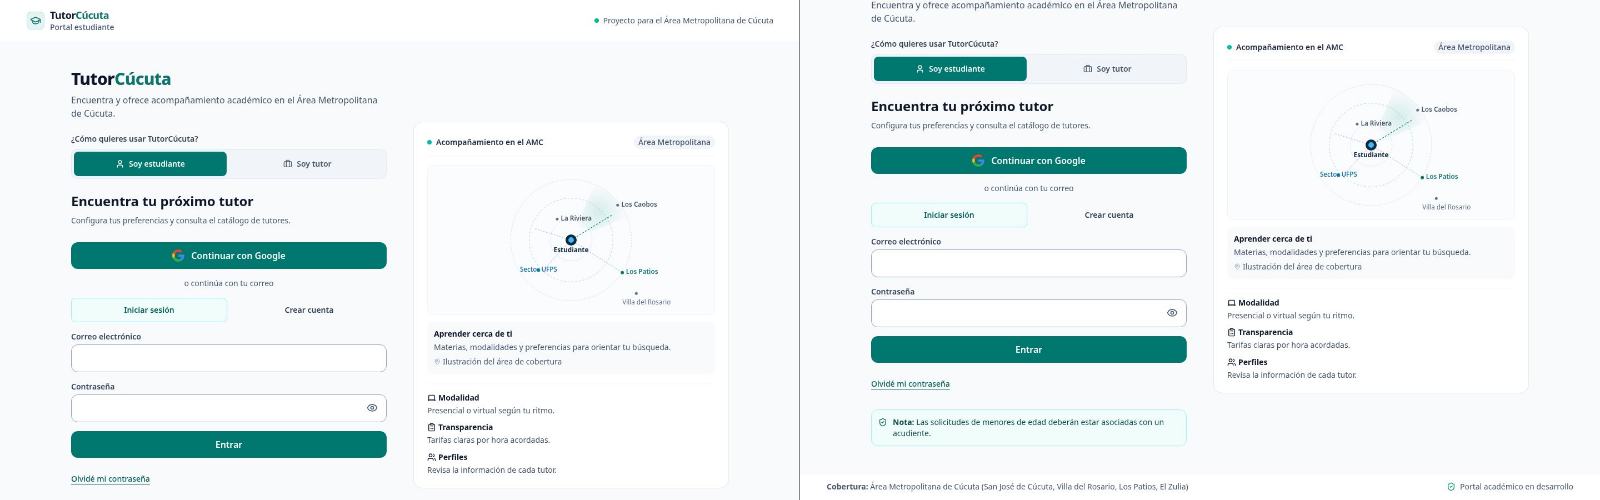 TutorCúcuta
Portal estudiante
Proyecto para el Área Metropolitana de Cúcuta
TutorCúcuta
Encuentra y ofrece acompañamiento académico en el Área Metropolitana
de Cúcuta.
¿Cómo quieres usar TutorCúcuta?
Soy estudiante
Soy tutor
Encuentra tu próximo tutor
Configura tus preferencias y consulta el catálogo de tutores.
Continuar con Google
o continúa con tu correo
Iniciar sesión
Crear cuenta
Correo electrónico
Contraseña
Entrar
Olvidé mi contraseña
Acompañamiento en el AMC
Área Metropolitana
Los Caobos
La Riviera
Estudiante
Sector UFPS
Los Patios
Villa del Rosario
Aprender cerca de ti
Materias, modalidades y preferencias para orientar tu búsqueda.
Ilustración del área de cobertura
Modalidad
Presencial o virtual según tu ritmo.
Transparencia
Tarifas claras por hora acordadas.
Perfiles
Revisa la información de cada tutor.
Encuentra y ofrece acompañamiento académico en el Área Metropolitana
de Cúcuta.
¿Cómo quieres usar TutorCúcuta?
Soy estudiante
Soy tutor
Encuentra tu próximo tutor
Configura tus preferencias y consulta el catálogo de tutores.
Continuar con Google
o continúa con tu correo
Iniciar sesión
Crear cuenta
Correo electrónico
Contraseña
Entrar
Olvidé mi contraseña
Nota: Las solicitudes de menores de edad deberán estar asociadas con un
acudiente.
Acompañamiento en el AMC
Área Metropolitana
Los Caobos
La Riviera
Estudiante
Sector UFPS
Los Patios
Villa del Rosario
Aprender cerca de ti
Materias, modalidades y preferencias para orientar tu búsqueda.
Ilustración del área de cobertura
Modalidad
Presencial o virtual según tu ritmo.
Transparencia
Tarifas claras por hora acordadas.
Perfiles
Revisa la información de cada tutor.
Cobertura: Área Metropolitana de Cúcuta (San José de Cúcuta, Villa del Rosario, Los Patios, El Zulia)
Portal académico en desarrollo